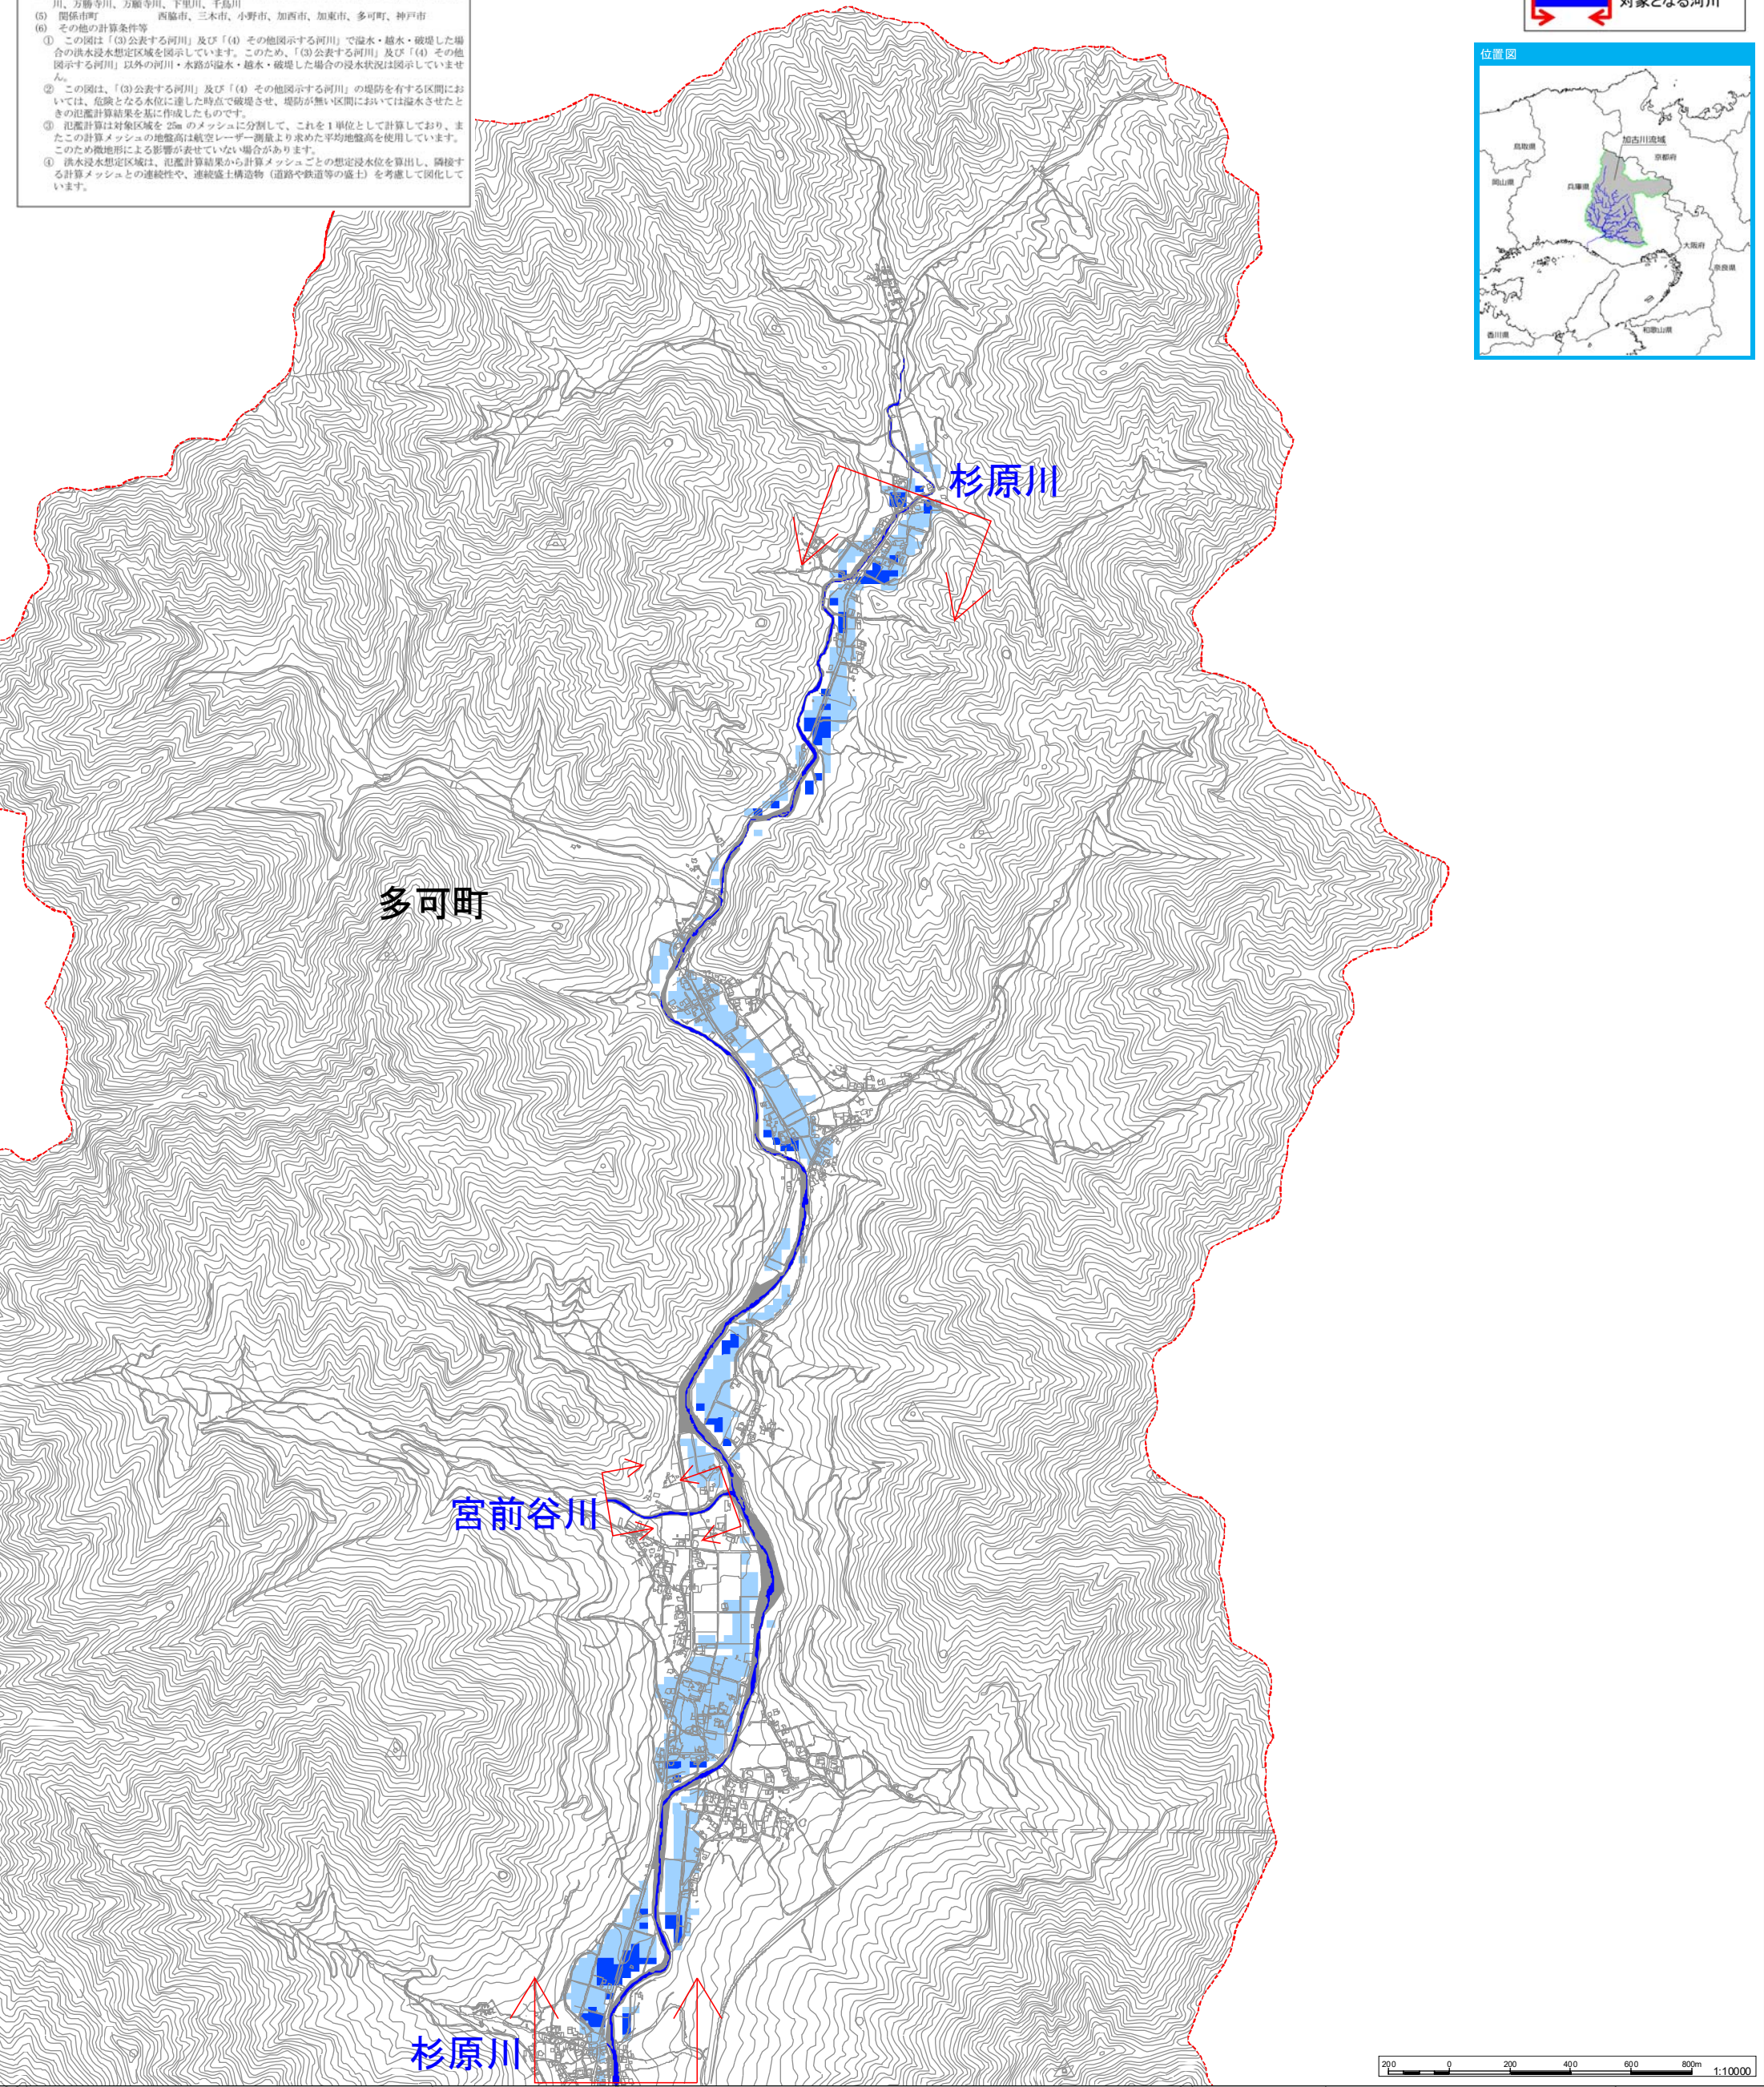 川、万勝寺川、万願寺川、下里川、千鳥川
(5) 関係市町 西脇市、三木市、小野市、加西市、加東市、多可町、神戸市
(6) その他の計算条件等
① この図は「(3)公表する河川」及び「(4) その他図示する河川」で溢水・越水・破堤した場
合の洪水浸水想定区域を図示しています。このため、「(3)公表する河川」及び「(4) その他
図示する河川」以外の河川・水路が溢水・越水・破堤した場合の浸水状況は図示していませ
ん。
② この図は、「(3)公表する河川」及び「(4) その他図示する河川」の堤防を有する区間にお
いては、危険となる水位に達した時点で破堤させ、堤防が無い区間においては溢水させたと
きの氾濫計算結果を基に作成したものです。
③ 氾濫計算は対象区域を 25m のメッシュに分割して、これを1単位として計算しており、ま
たこの計算メッシュの地盤高は航空レーザー測量より求めた平均地盤高を使用しています。
このため微地形による影響が表せていない場合があります。
④ 洪水浸水想定区域は、氾濫計算結果から計算メッシュごとの想定浸水位を算出し、隣接す
る計算メッシュとの連続性や、連続盛土構造物（道路や鉄道等の盛土）を考慮して図化して
います。
対象となる河川
位置図
加古川流域
鳥取県
京都府
岡山県
兵庫県
大阪府
奈良県
香川県
和歌山県
杉原川
多可町
宮前谷川
杉原川
200 0 200 400 600 800m
1:10000